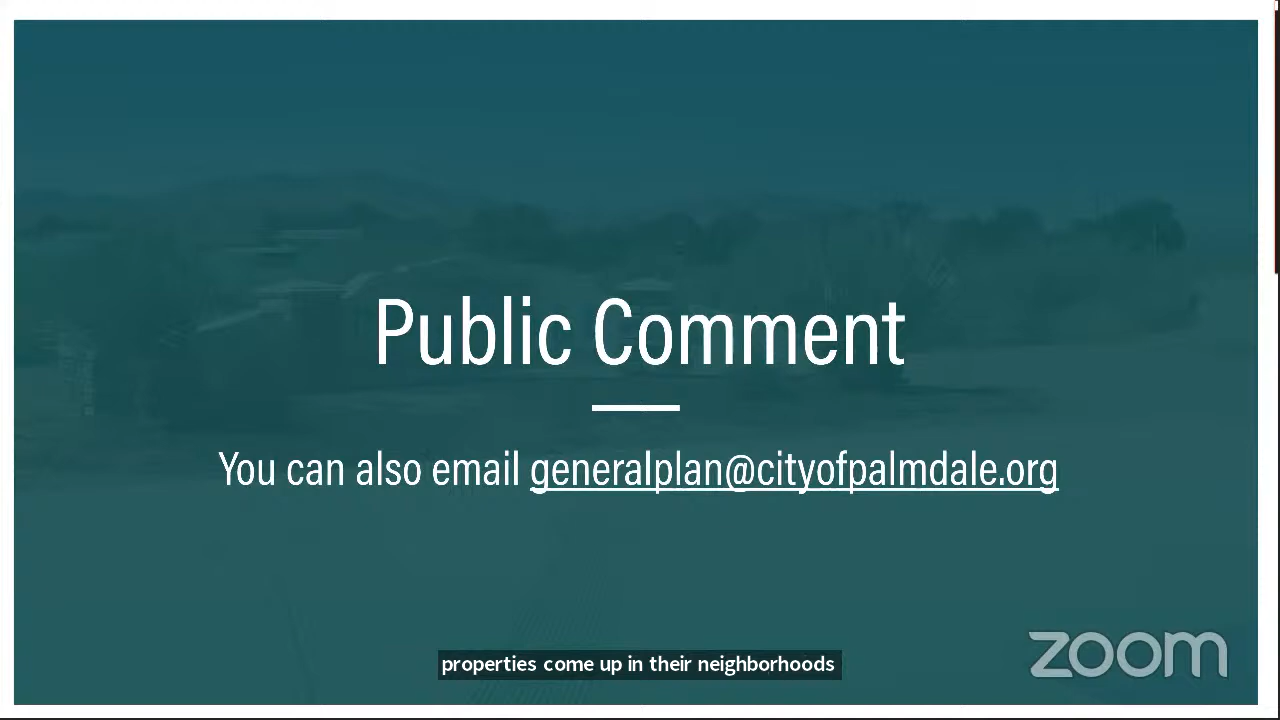 Public Comment
You can also email generalplan@cityofpalmdale.org
properties come up in their neighborhoods
zoom